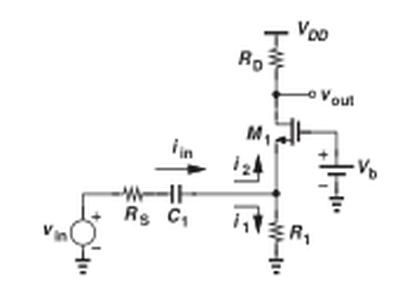 V_DD
R_D
v_out
M_1
i_in
i_2
+
V_b
−
R_S
C_1
i_1
R_1
v_in
+
−